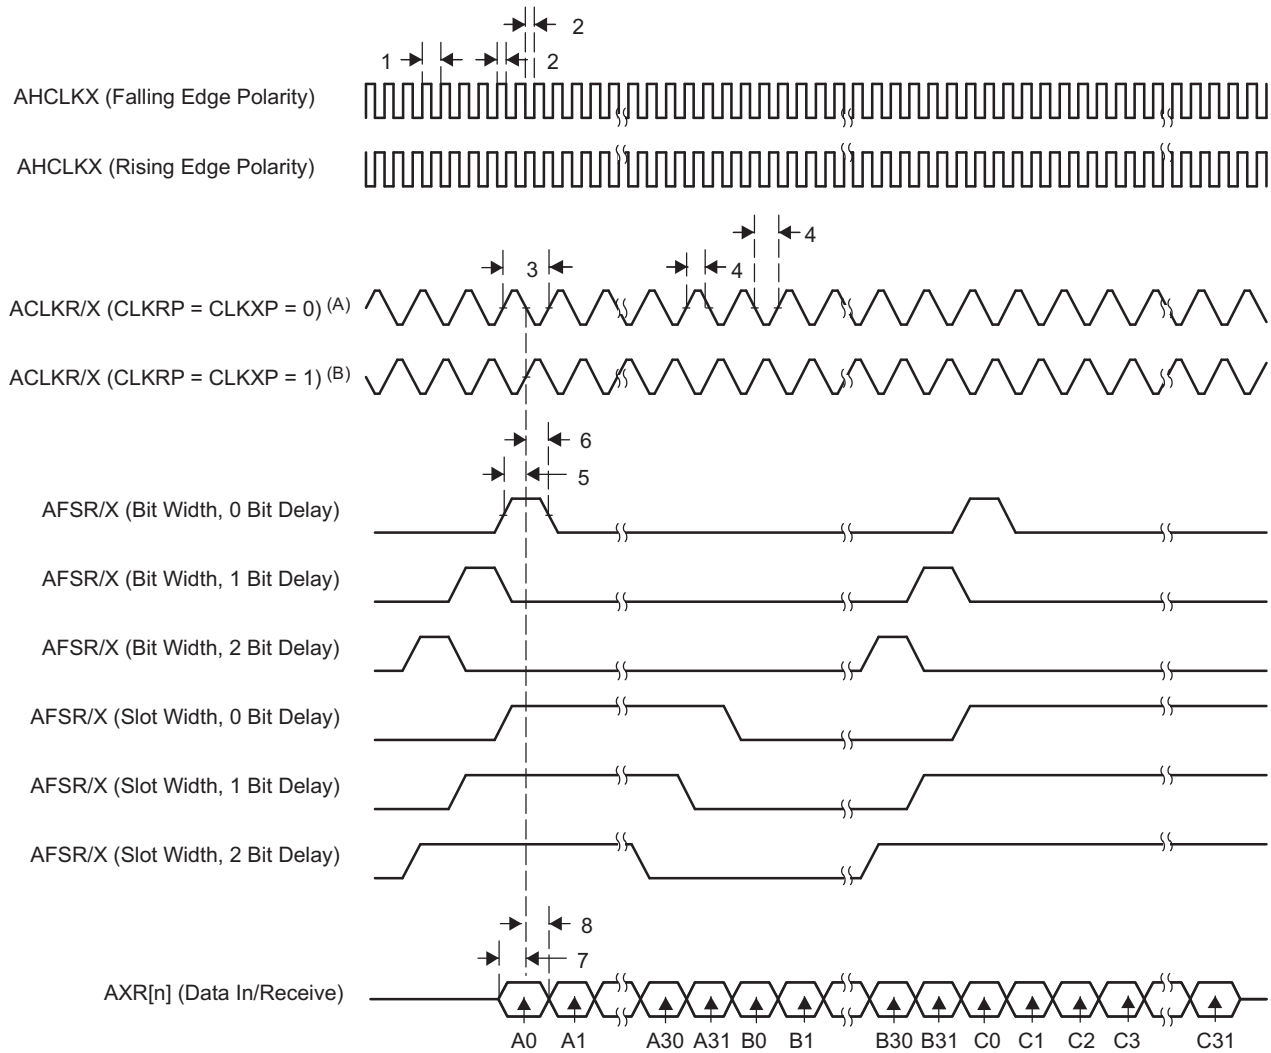 2
1
2
AHCLKX (Falling Edge Polarity)
AHCLKX (Rising Edge Polarity)
4
3
4
ACLKR/X (CLKRP = CLKXP = 0) (A)
ACLKR/X (CLKRP = CLKXP = 1) (B)
6
5
AFSR/X (Bit Width, 0 Bit Delay)
AFSR/X (Bit Width, 1 Bit Delay)
AFSR/X (Bit Width, 2 Bit Delay)
AFSR/X (Slot Width, 0 Bit Delay)
AFSR/X (Slot Width, 1 Bit Delay)
AFSR/X (Slot Width, 2 Bit Delay)
8
7
AXR[n] (Data In/Receive)
A0 A1 A30 A31 B0 B1 B30 B31 C0 C1 C2 C3 C31